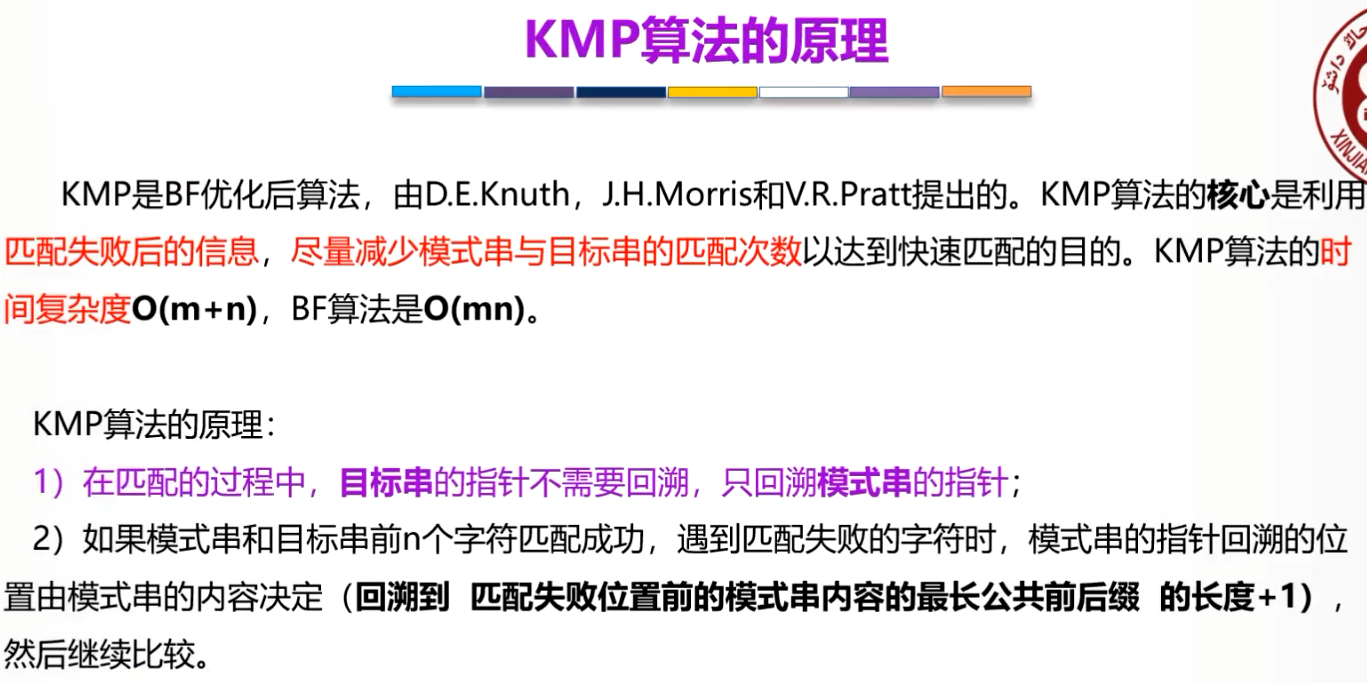 KMP算法的原理
KMP是BF优化后算法，由D.E.Knuth，J.H.Morris和V.R.Pratt提出的。KMP算法的核心是利用
匹配失败后的信息，尽量减少模式串与目标串的匹配次数以达到快速匹配的目的。KMP算法的时
间复杂度O(m+n)，BF算法是O(mn)。
KMP算法的原理：
1）在匹配的过程中，目标串的指针不需要回溯，只回溯模式串的指针；
2）如果模式串和目标串前n个字符匹配成功，遇到匹配失败的字符时，模式串的指针回溯的位
置由模式串的内容决定（回溯到 匹配失败位置前的模式串内容的最长公共前后缀 的长度+1），
然后继续比较。